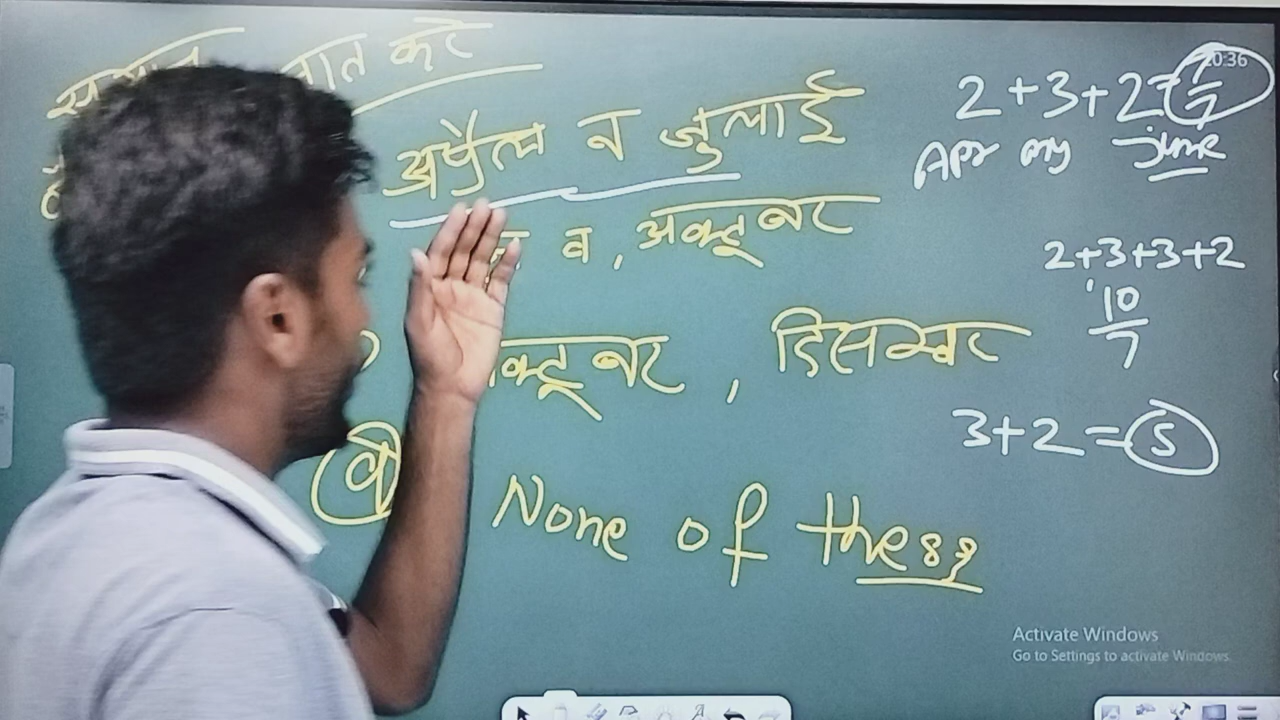 ज्ञात करे
2+3+2=7
20:36
अप्रैल व जुलाई
Apr my june
व, अक्टूबर
2+3+3+2
10
7
अक्टूबर, दिसम्बर
3+2=5
None of these
Activate Windows
Go to Settings to activate Windows.